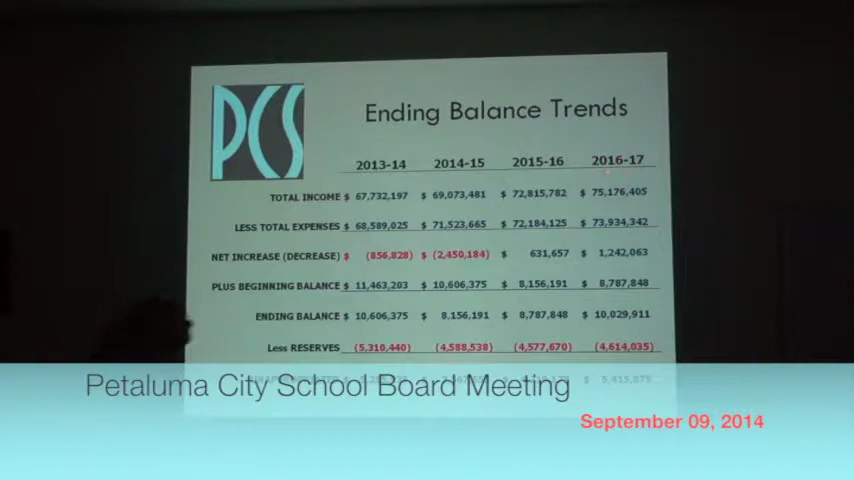 PCS
Ending Balance Trends
2013-14 2014-15 2015-16 2016-17
TOTAL INCOME $ 67,732,197 $ 69,073,481 $ 72,815,782 $ 75,176,405
LESS TOTAL EXPENSES $ 68,589,025 $ 71,523,665 $ 72,184,125 $ 73,934,342
NET INCREASE (DECREASE) $ (856,828) $ (2,450,184) $ 631,657 $ 1,242,063
PLUS BEGINNING BALANCE $ 11,463,203 $ 10,606,375 $ 8,156,191 $ 8,787,848
ENDING BALANCE $ 10,606,375 $ 8,156,191 $ 8,787,848 $ 10,029,911
Less RESERVES (5,310,440) (4,588,538) (4,577,670) (4,614,035)
$ 5,415,875
Petaluma City School Board Meeting
September 09, 2014